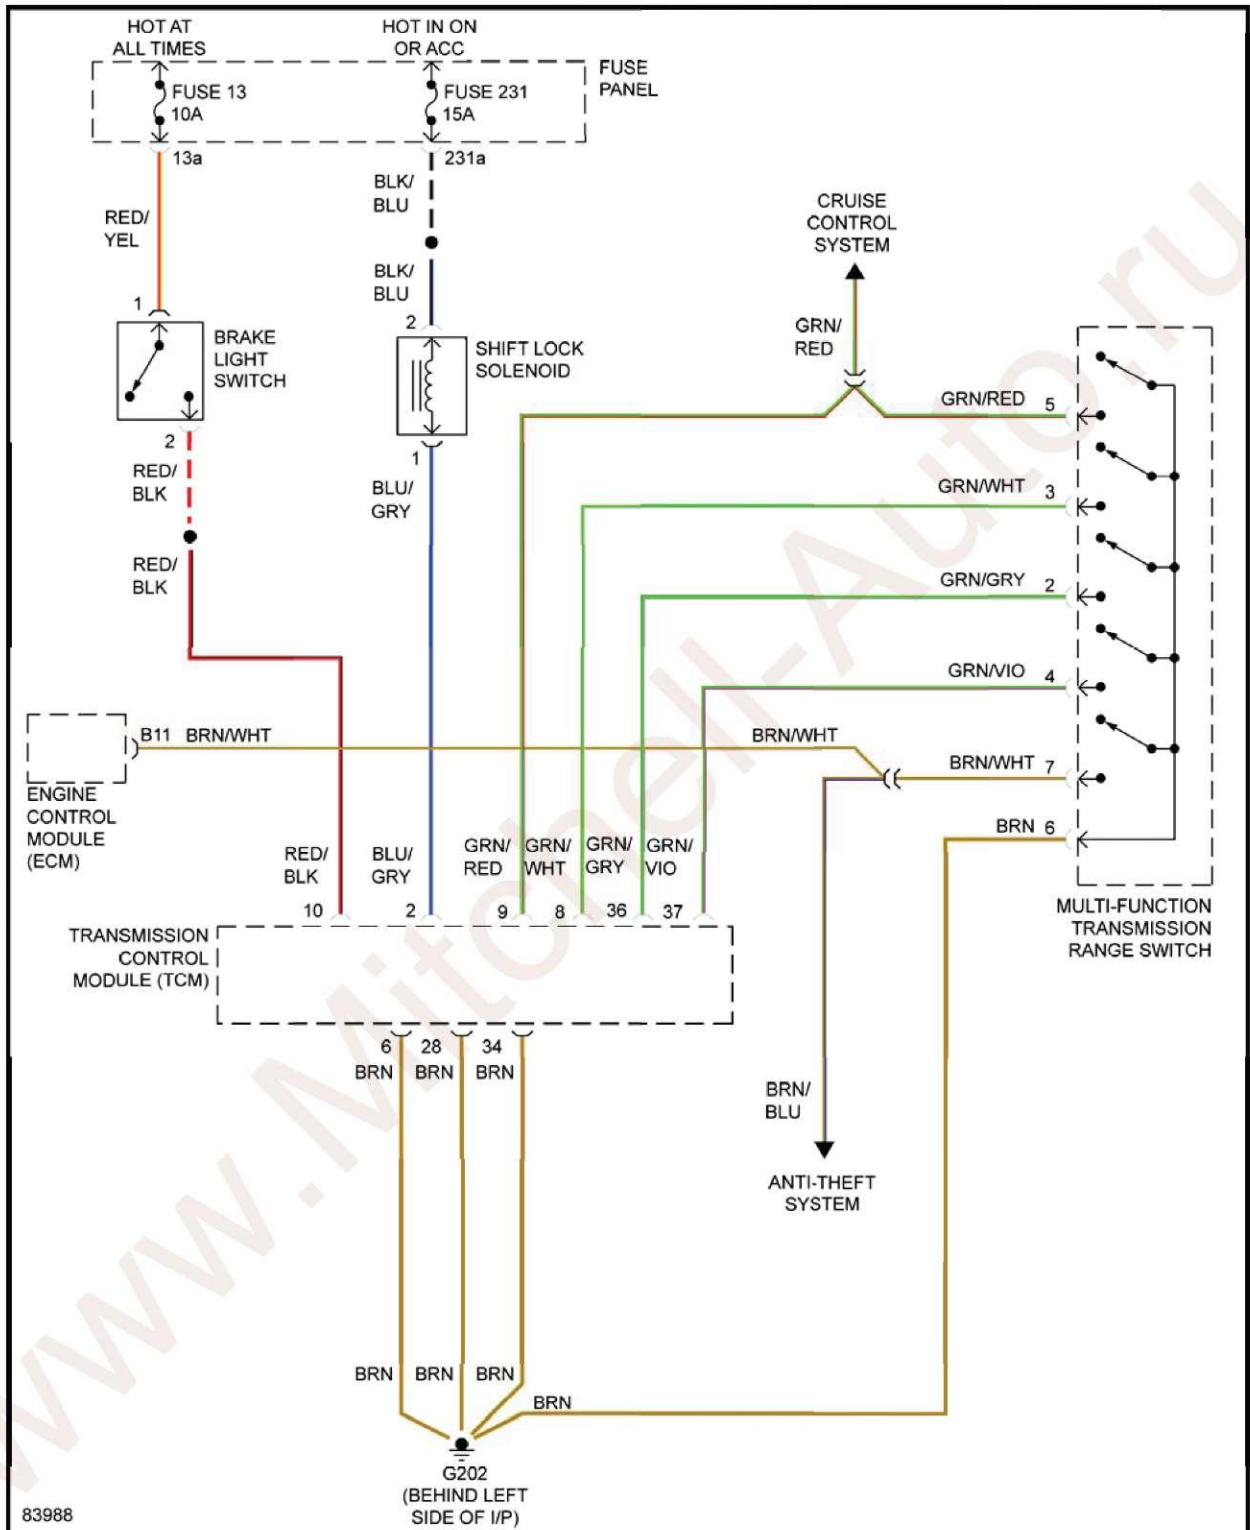 HOT AT
ALL TIMES
HOT IN ON
OR ACC
FUSE
PANEL
FUSE 13
10A
FUSE 231
15A
13a
231a
RED/
YEL
BLK/
BLU
BLK/
BLU
CRUISE
CONTROL
SYSTEM
1
2
GRN/
RED
BRAKE
LIGHT
SWITCH
SHIFT LOCK
SOLENOID
2
1
RED/
BLK
BLU/
GRY
RED/
BLK
GRN/RED 5
GRN/WHT 3
GRN/GRY 2
GRN/VIO 4
B11 BRN/WHT
BRN/WHT
BRN/WHT 7
BRN 6
ENGINE
CONTROL
MODULE
(ECM)
RED/
BLK
BLU/
GRY
GRN/
RED
GRN/
WHT
GRN/
GRY
GRN/
VIO
10 2 9 8 36 37
MULTI-FUNCTION
TRANSMISSION
RANGE SWITCH
TRANSMISSION
CONTROL
MODULE (TCM)
6 28 34
BRN BRN BRN
BRN/
BLU
ANTI-THEFT
SYSTEM
BRN BRN BRN
BRN
G202
(BEHIND LEFT
SIDE OF I/P)
83988
www.Mitchell-Auto.ru